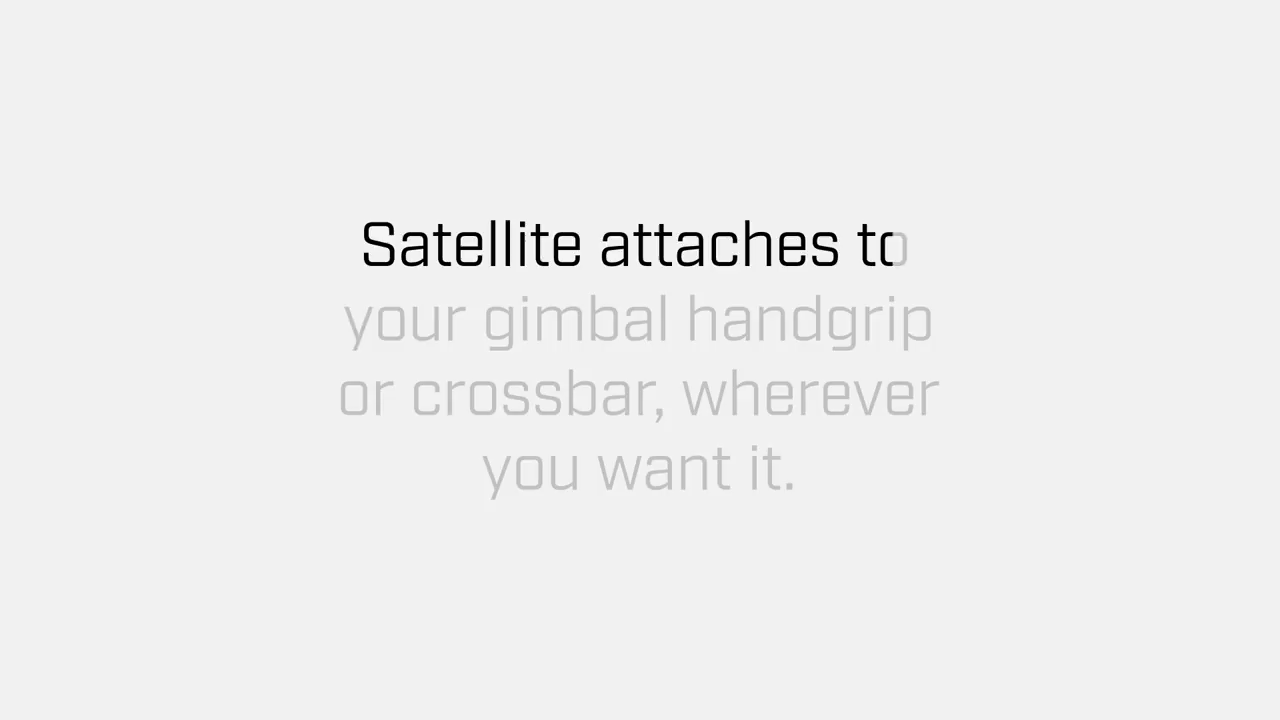 Satellite attaches to
your gimbal handgrip
or crossbar, wherever
you want it.